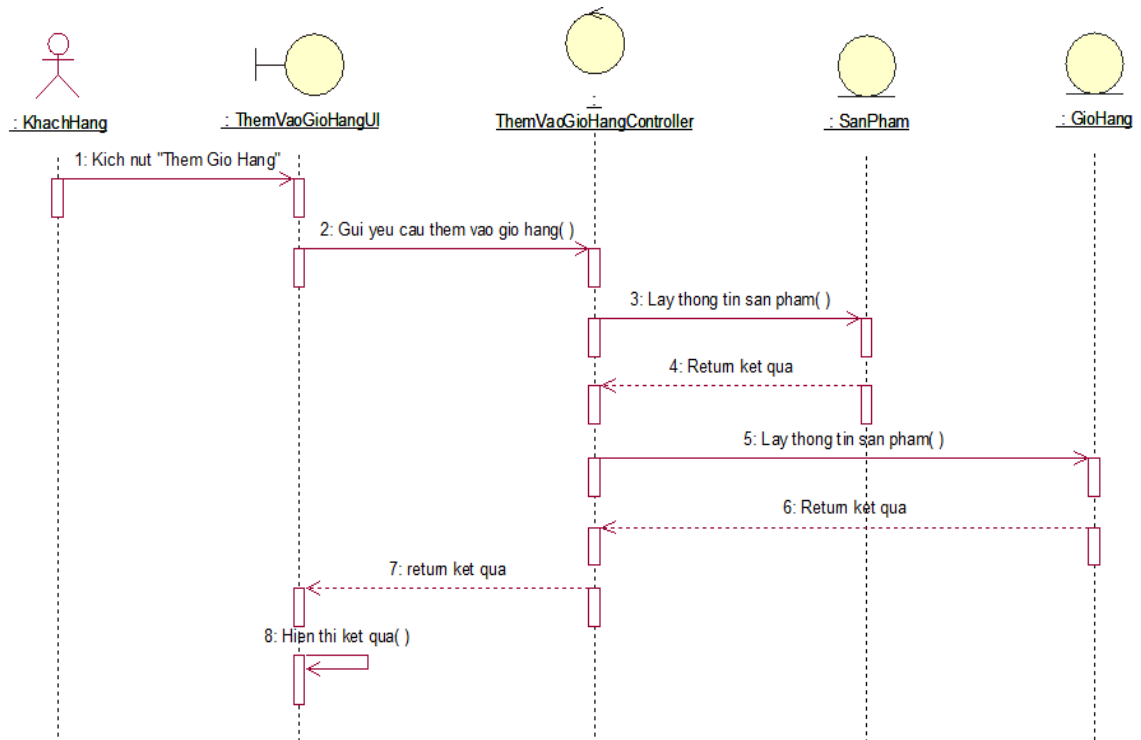 : KhachHang
: ThemVaoGioHangUI
:
ThemVaoGioHangController
: SanPham
: GioHang
1: Kich nut "Them Gio Hang"
2: Gui yeu cau them vao gio hang( )
3: Lay thong tin san pham( )
4: Return ket qua
5: Lay thong tin san pham( )
6: Return ket qua
7: return ket qua
8: Hien thi ket qua( )